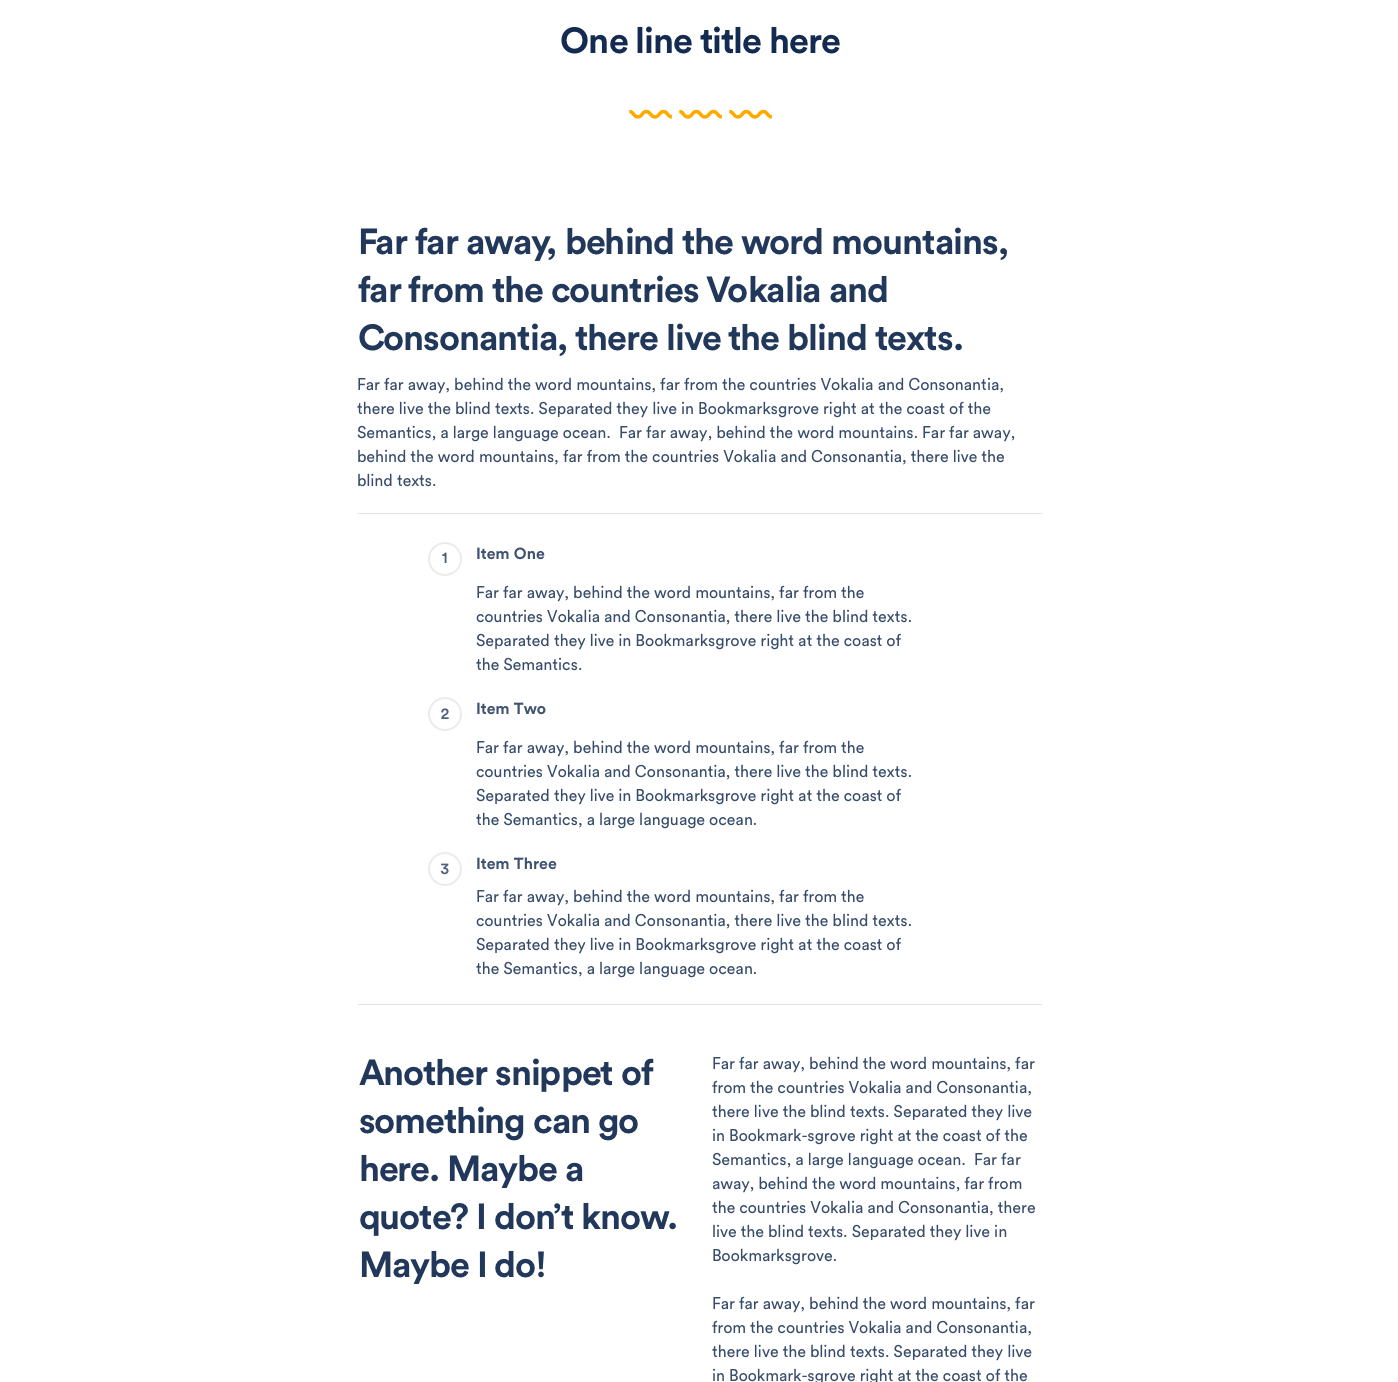 One line title here
Far far away, behind the word mountains,
far from the countries Vokalia and
Consonantia, there live the blind texts.
Far far away, behind the word mountains, far from the countries Vokalia and Consonantia,
there live the blind texts. Separated they live in Bookmarksgrove right at the coast of the
Semantics, a large language ocean.  Far far away, behind the word mountains. Far far away,
behind the word mountains, far from the countries Vokalia and Consonantia, there live the
blind texts.
1
Item One
Far far away, behind the word mountains, far from the
countries Vokalia and Consonantia, there live the blind texts.
Separated they live in Bookmarksgrove right at the coast of
the Semantics.
2
Item Two
Far far away, behind the word mountains, far from the
countries Vokalia and Consonantia, there live the blind texts.
Separated they live in Bookmarksgrove right at the coast of
the Semantics, a large language ocean.
3
Item Three
Far far away, behind the word mountains, far from the
countries Vokalia and Consonantia, there live the blind texts.
Separated they live in Bookmarksgrove right at the coast of
the Semantics, a large language ocean.
Another snippet of
something can go
here. Maybe a
quote? I don’t know.
Maybe I do!
Far far away, behind the word mountains, far
from the countries Vokalia and Consonantia,
there live the blind texts. Separated they live
in Bookmark-sgrove right at the coast of the
Semantics, a large language ocean.  Far far
away, behind the word mountains, far from
the countries Vokalia and Consonantia, there
live the blind texts. Separated they live in
Bookmarksgrove.
Far far away, behind the word mountains, far
from the countries Vokalia and Consonantia,
there live the blind texts. Separated they live
in Bookmark-sgrove right at the coast of the